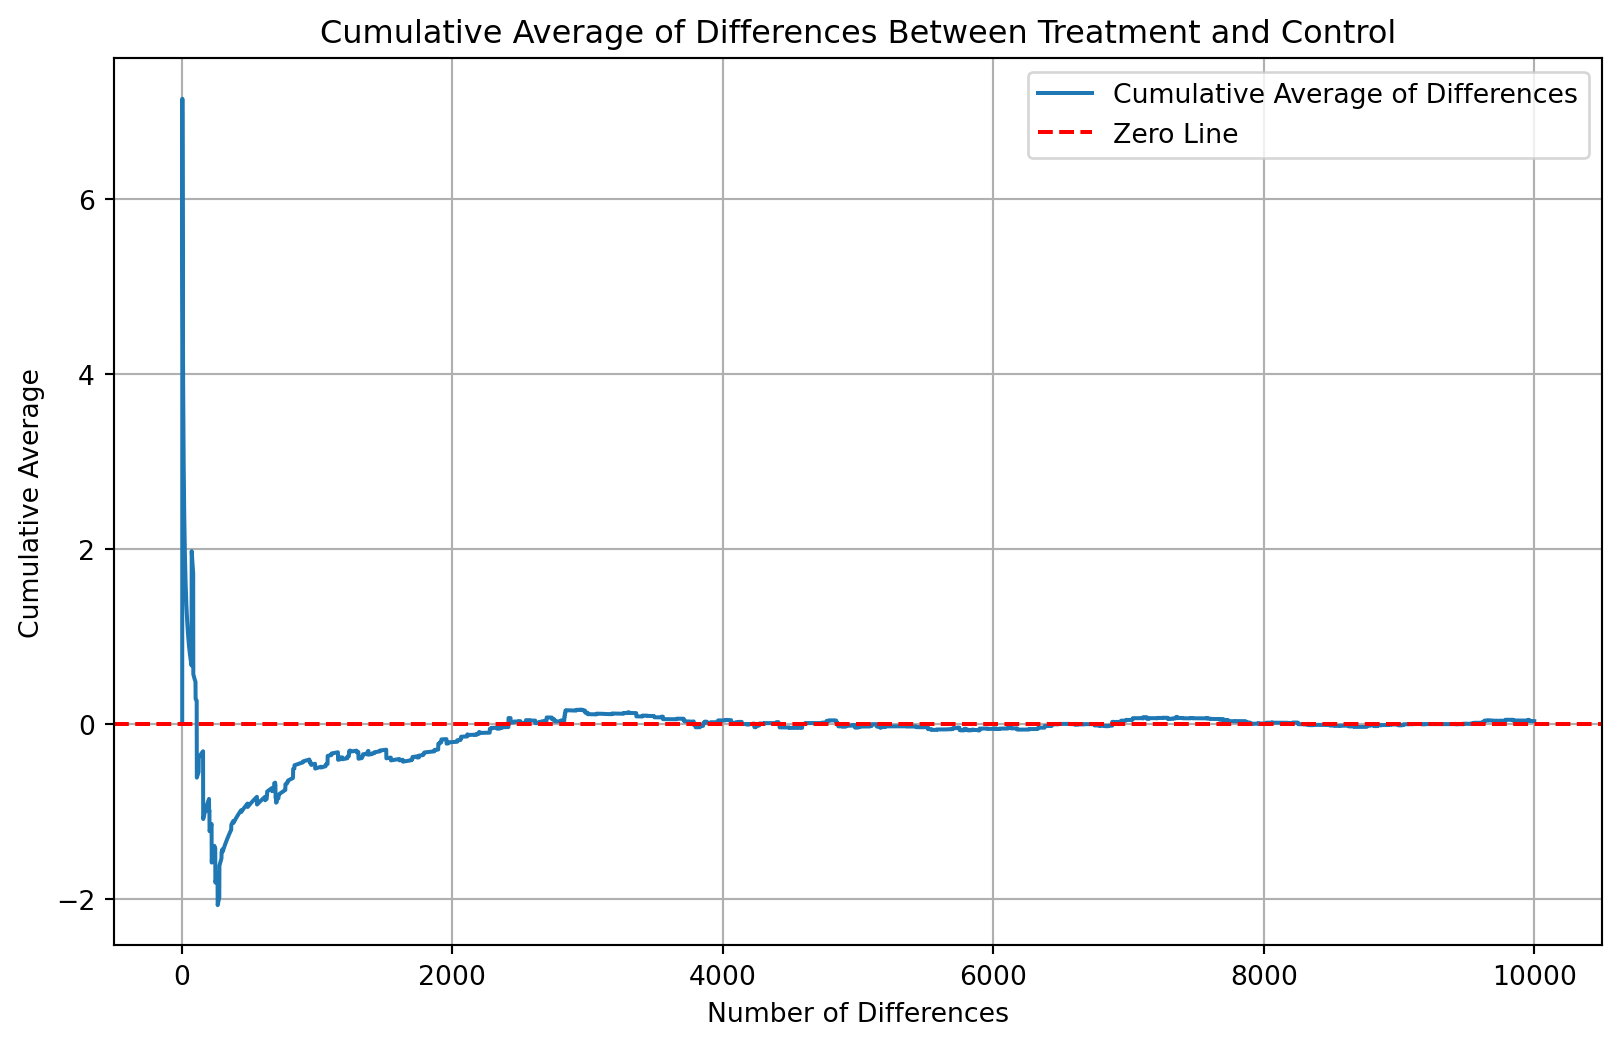 Cumulative Average of Differences Between Treatment and Control
Cumulative Average of Differences
Zero Line
Cumulative Average
6
4
2
0
−2
0 2000 4000 6000 8000 10000
Number of Differences